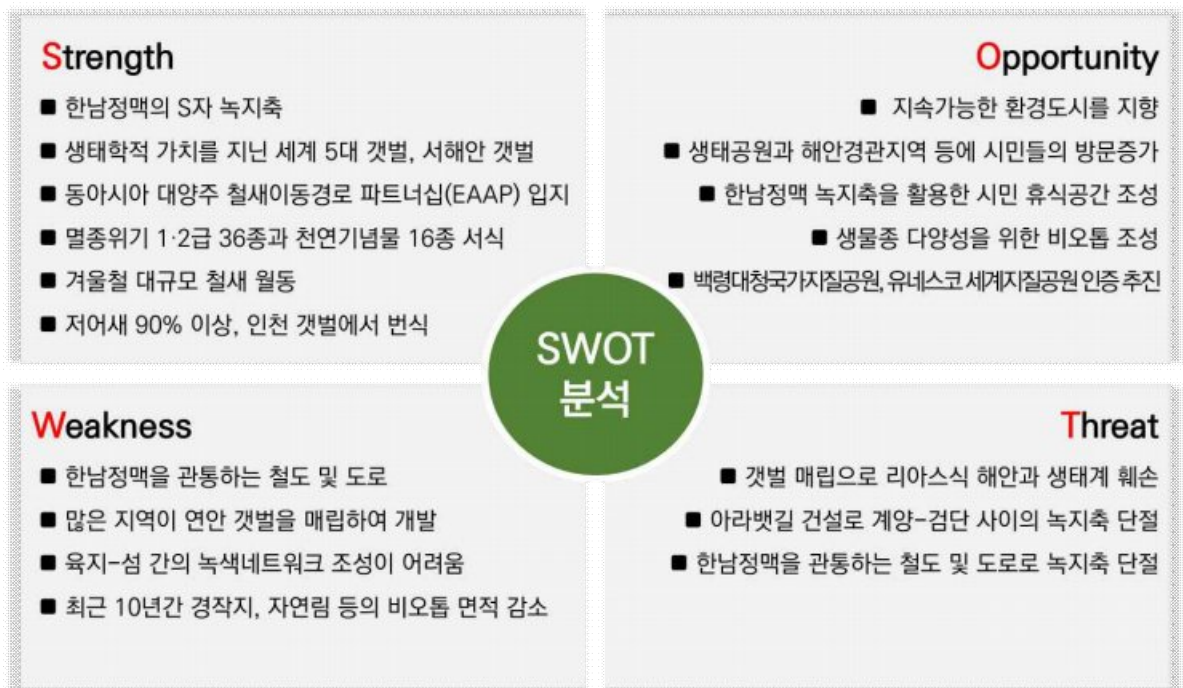 Strength
■ 한남정맥의 S자 녹지축
■ 생태학적 가치를 지닌 세계 5대 갯벌, 서해안 갯벌
■ 동아시아 대양주 철새이동경로 파트너십(EAAP) 입지
■ 멸종위기 1·2급 36종과 천연기념물 16종 서식
■ 겨울철 대규모 철새 월동
■ 저어새 90% 이상, 인천 갯벌에서 번식
Opportunity
■ 지속가능한 환경도시를 지향
■ 생태공원과 해안경관지역 등에 시민들의 방문증가
■ 한남정맥 녹지축을 활용한 시민 휴식공간 조성
■ 생물종 다양성을 위한 비오톱 조성
■ 백령대청국가지질공원, 유네스코 세계지질공원 인증 추진
SWOT
분석
Weakness
■ 한남정맥을 관통하는 철도 및 도로
■ 많은 지역이 연안 갯벌을 매립하여 개발
■ 육지-섬 간의 녹색네트워크 조성이 어려움
■ 최근 10년간 경작지, 자연림 등의 비오톱 면적 감소
Threat
■ 갯벌 매립으로 리아스식 해안과 생태계 훼손
■ 아라뱃길 건설로 계양-검단 사이의 녹지축 단절
■ 한남정맥을 관통하는 철도 및 도로로 녹지축 단절